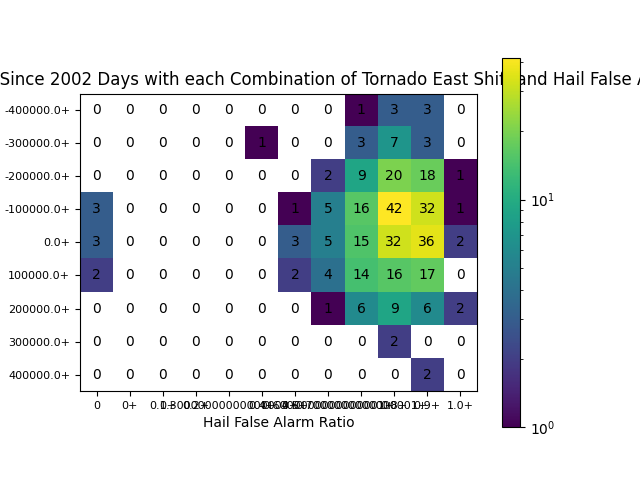 Since 2002 Days with each Combination of Tornado East Shift and Hail False
-400000.0+ 0 0 0 0 0 0 0 0 1 3 3 0
-300000.0+ 0 0 0 0 0 1 0 0 3 7 3 0
-200000.0+ 0 0 0 0 0 0 0 2 9 20 18 1
-100000.0+ 3 0 0 0 0 0 1 5 16 42 32 1
0.0+ 3 0 0 0 0 0 3 5 15 32 36 2
100000.0+ 2 0 0 0 0 0 2 4 14 16 17 0
200000.0+ 0 0 0 0 0 0 0 1 6 9 6 2
300000.0+ 0 0 0 0 0 0 0 0 0 2 0 0
400000.0+ 0 0 0 0 0 0 0 0 0 0 2 0
0 0+ 0.9+ 1.0+
Hail False Alarm Ratio
10¹
10⁰